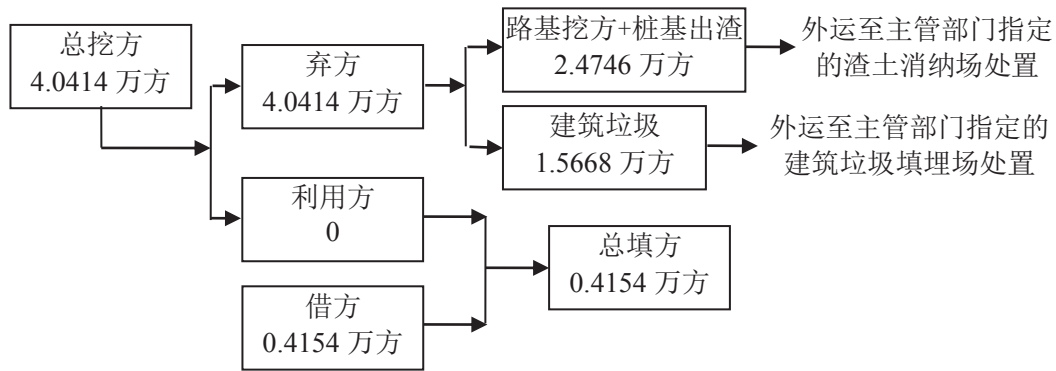 总挖方
4.0414 万方
弃方
4.0414 万方
路基挖方+桩基出渣
2.4746 万方
外运至主管部门指定
的渣土消纳场处置
建筑垃圾
1.5668 万方
外运至主管部门指定的
建筑垃圾填埋场处置
利用方
0
借方
0.4154 万方
总填方
0.4154 万方